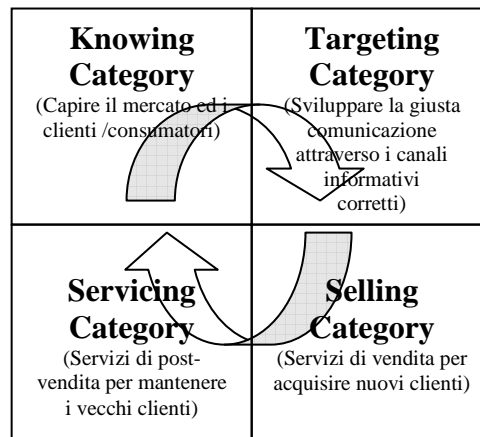 Knowing
Category
(Capire il mercato ed i
clienti /consumatori)
Targeting
Category
(Sviluppare la giusta
comunicazione
attraverso i canali
informativi
corretti)
Servicing
Category
(Servizi di post-
vendita per mantenere
i vecchi clienti)
Selling
Category
(Servizi di vendita per
acquisire nuovi clienti)